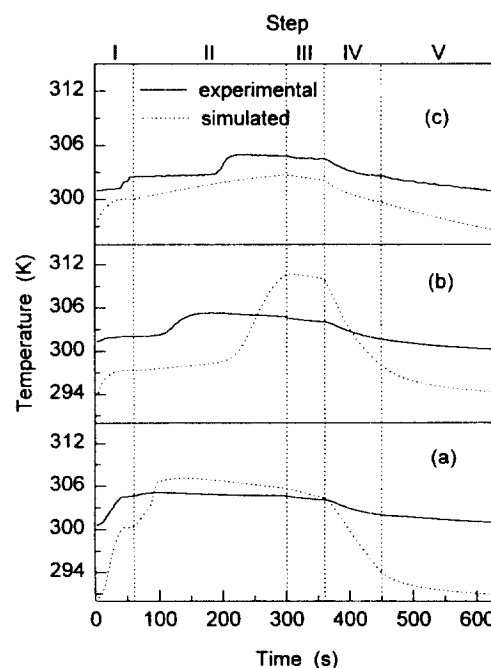 Step
I II III IV V
experimental
simulated
(c)
312
306
300
(b)
312
306
300
294
(a)
312
306
300
294
0 100 200 300 400 500 600
Temperature (K)
Time (s)